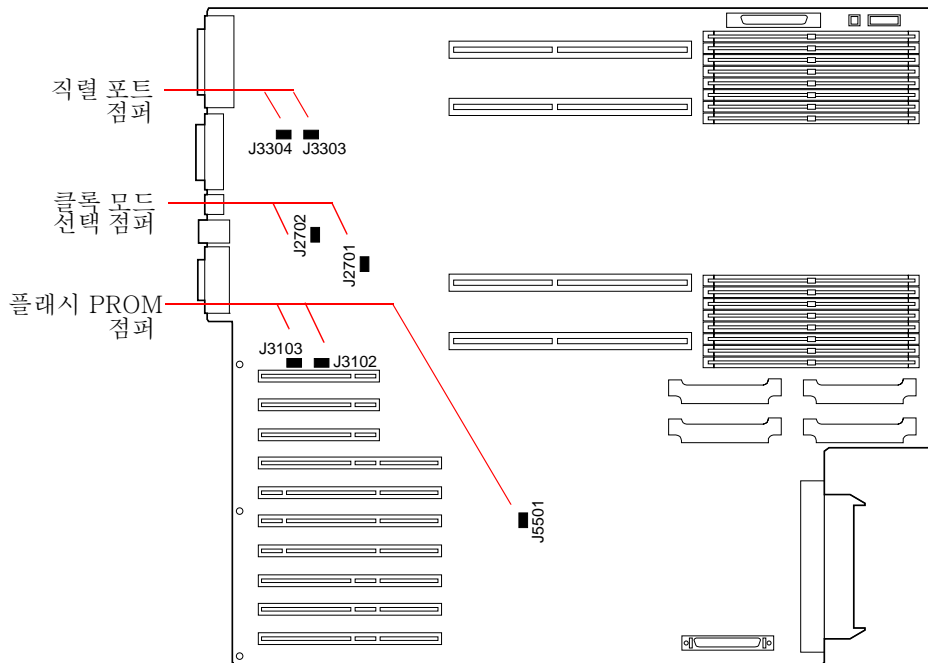 직렬 포트
점퍼
J3304
J3303
클록 모드
선택 점퍼
J2702
J2701
플래시 PROM
점퍼
J3103
J3102
J5501